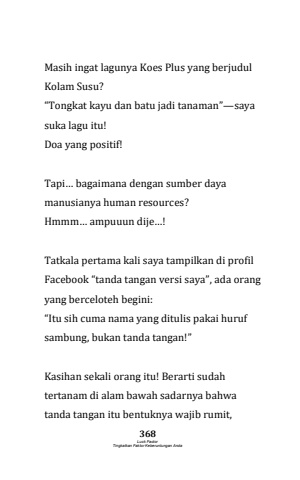 Masih ingat lagunya Koes Plus yang berjudul
Kolam Susu?
“Tongkat kayu dan batu jadi tanaman”—saya
suka lagu itu!
Doa yang positif!
Tapi… bagaimana dengan sumber daya
manusianya human resources?
Hmmm… ampuuun dije…!
Tatkala pertama kali saya tampilkan di profil
Facebook “tanda tangan versi saya”, ada orang
yang berceloteh begini:
“Itu sih cuma nama yang ditulis pakai huruf
sambung, bukan tanda tangan!”
Kasihan sekali orang itu! Berarti sudah
tertanam di alam bawah sadarnya bahwa
tanda tangan itu bentuknya wajib rumit,
368
Luck Factor
Tingkatkan Faktor Keberuntungan Anda